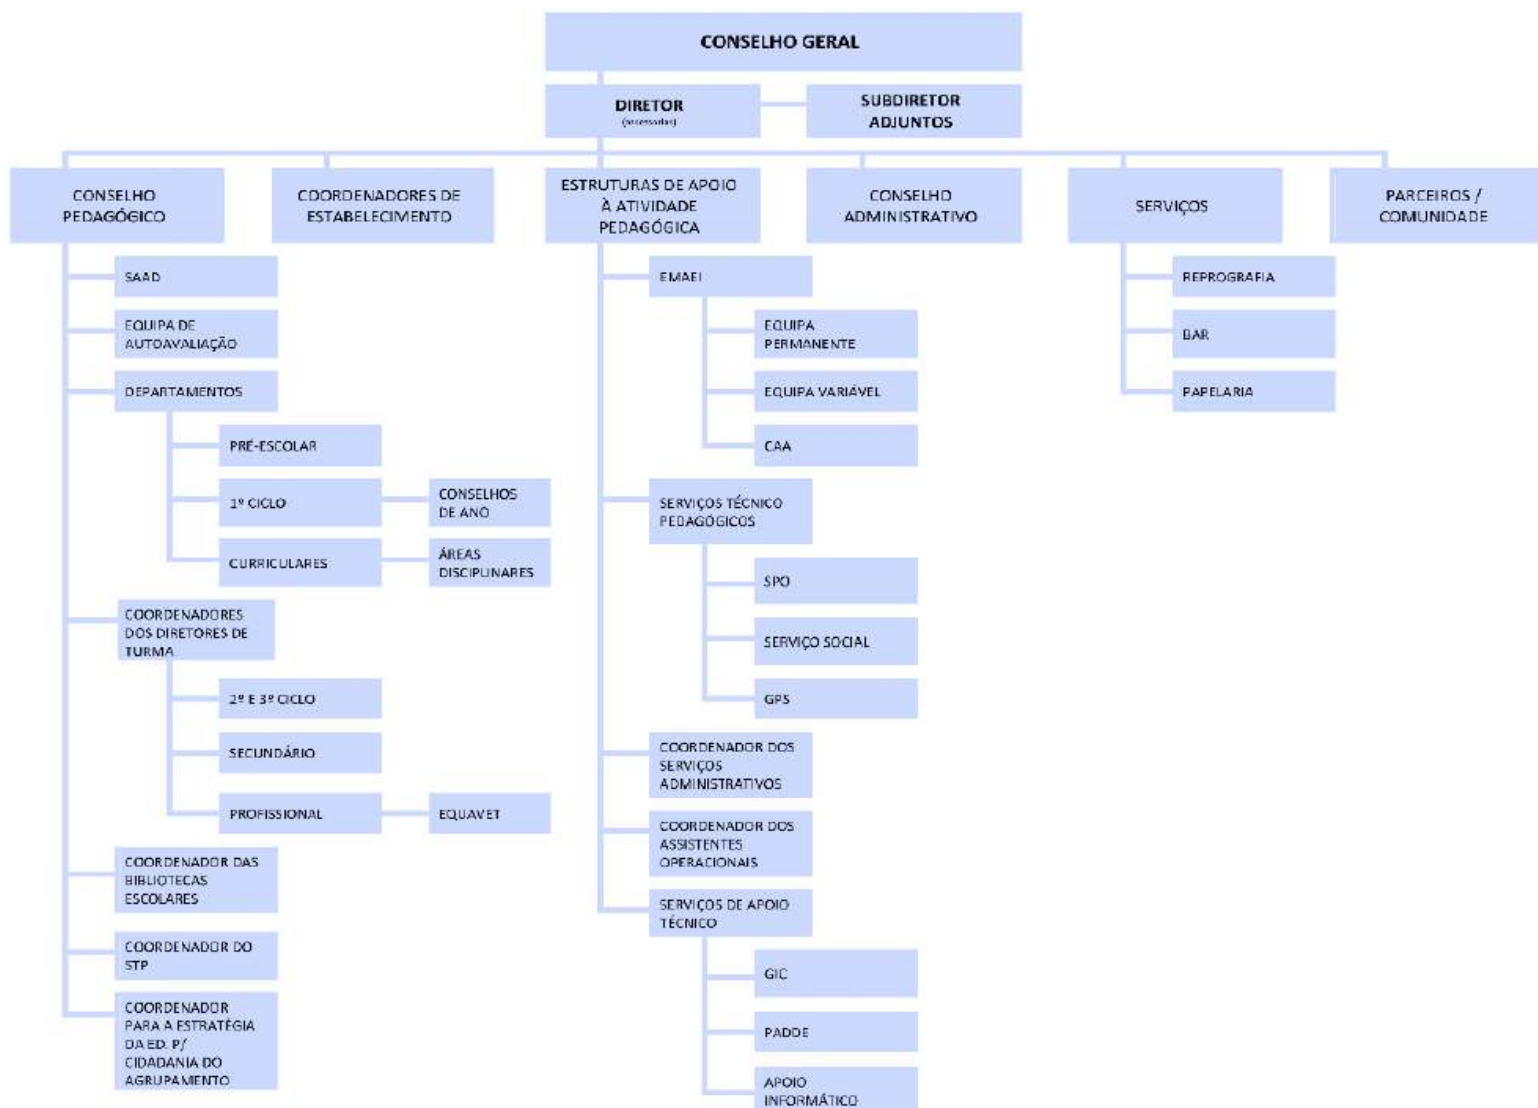 CONSELHO GERAL
DIRETOR
(assessorias)
SUBDIRETOR
ADJUNTOS
CONSELHO
PEDAGÓGICO
COORDENADORES DE
ESTABELECIMENTO
ESTRUTURAS DE APOIO
À ATIVIDADE
PEDAGÓGICA
CONSELHO
ADMINISTRATIVO
SERVIÇOS
PARCEIROS /
COMUNIDADE
SAAD
EQUIPA DE
AUTOAVALIAÇÃO
DEPARTAMENTOS
PRÉ-ESCOLAR
1º CICLO
CONSELHOS
DE ANO
CURRICULARES
ÁREAS
DISCIPLINARES
COORDENADORES
DOS DIRETORES DE
TURMA
2º E 3º CICLO
SECUNDÁRIO
PROFISSIONAL
EQUAVET
COORDENADOR DAS
BIBLIOTECAS
ESCOLARES
COORDENADOR DO
STP
COORDENADOR
PARA A ESTRATÉGIA
DA ED. P/
CIDADANIA DO
AGRUPAMENTO
EMAEI
EQUIPA
PERMANENTE
EQUIPA VARIÁVEL
CAA
SERVIÇOS TÉCNICO
PEDAGÓGICOS
SPO
SERVIÇO SOCIAL
GPS
COORDENADOR DOS
SERVIÇOS
ADMINISTRATIVOS
COORDENADOR DOS
ASSISTENTES
OPERACIONAIS
SERVIÇOS DE APOIO
TÉCNICO
GIC
PADDE
APOIO
INFORMÁTICO
REPROGRAFIA
BAR
PAPELARIA